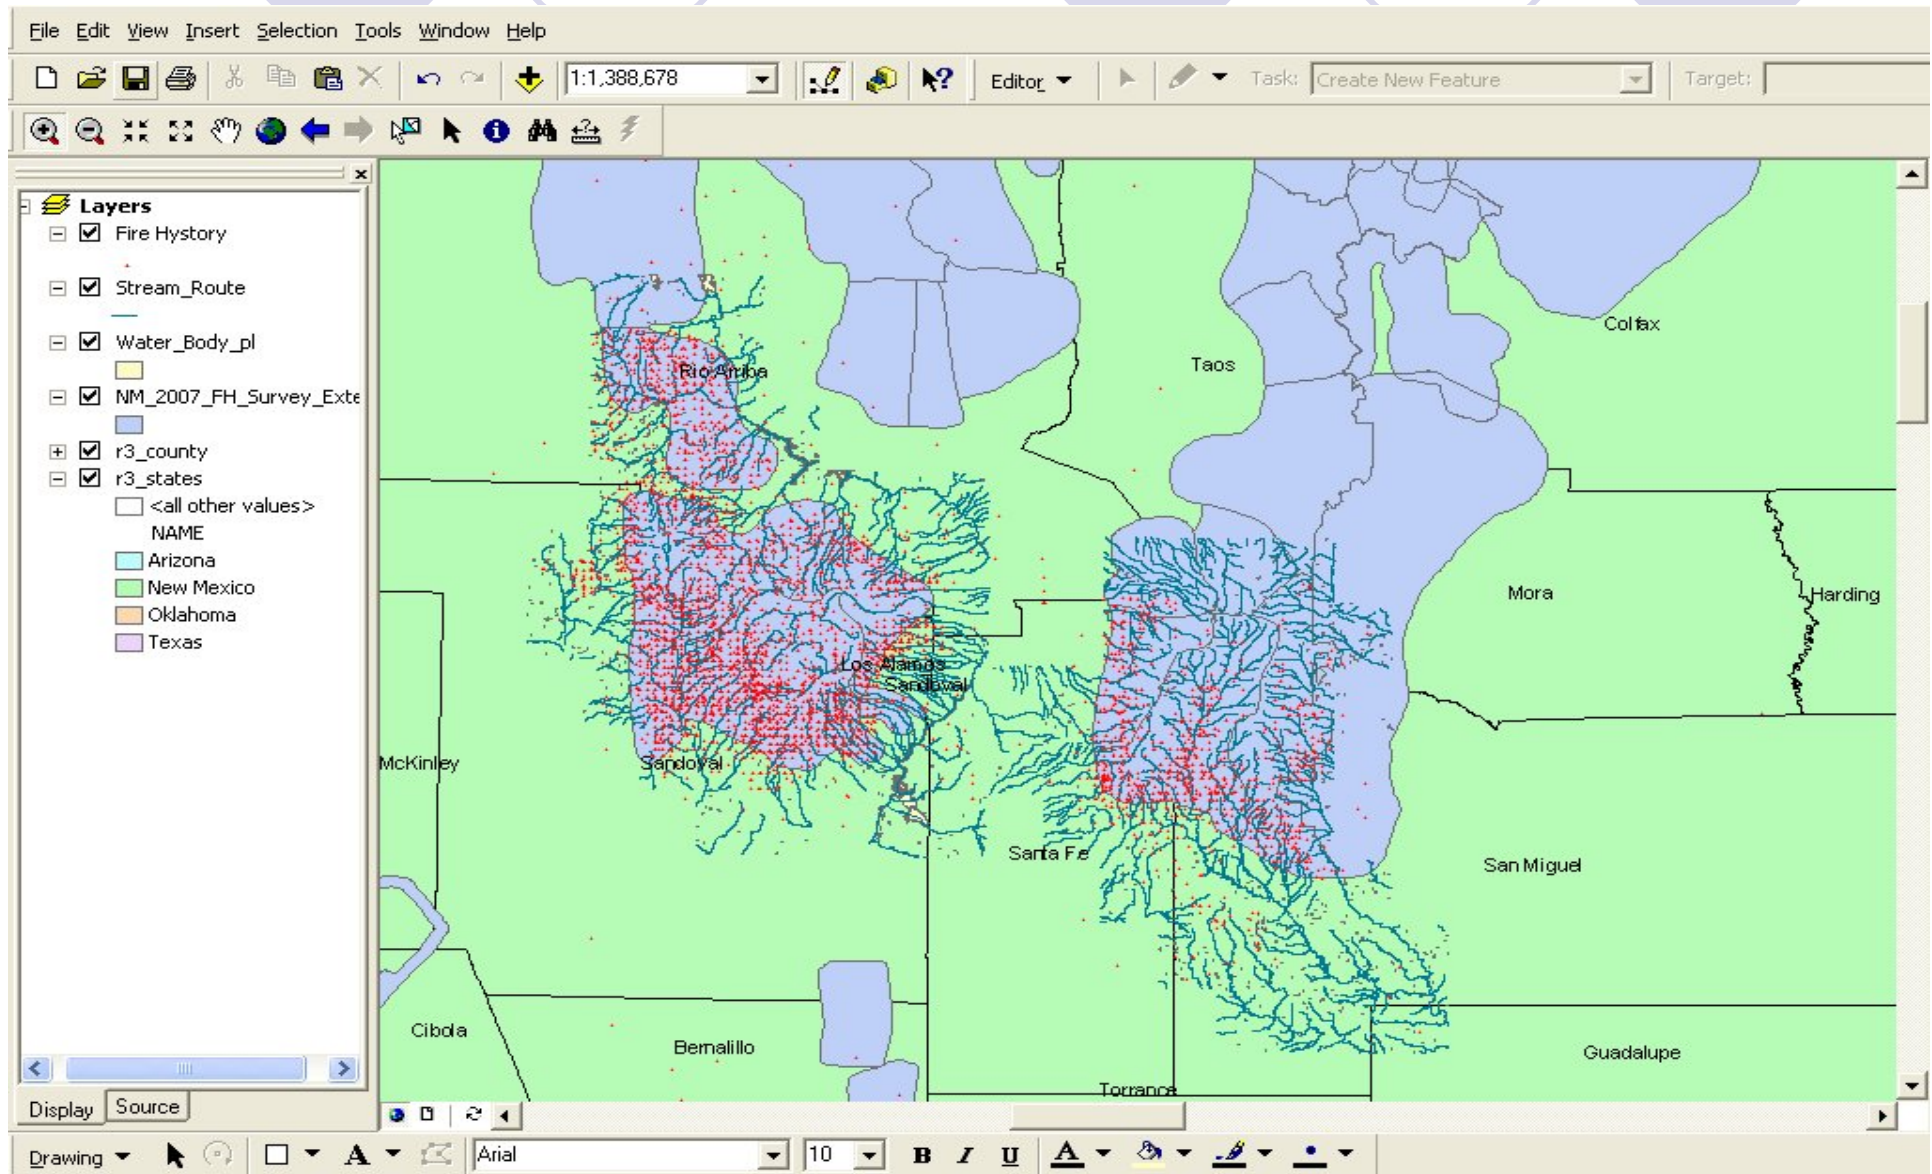 File Edit View Insert Selection Tools Window Help
1:1,388,678 Editor Task: Create New Feature Target:
Layers
Fire Hystory
Stream_Route
Water_Body_pl
NM_2007_FH_Survey_Exte
r3_county
r3_states
<all other values>
NAME
Arizona
New Mexico
Oklahoma
Texas
Display Source
Colfax
Taos
Rio Arriba
Mora
Harding
Los Alamos
Sandoval
McKinley
Sandoval
Santa Fe
San Miguel
Cibola
Bernalillo
Guadalupe
Torrance
Drawing A Arial 10 B I U A